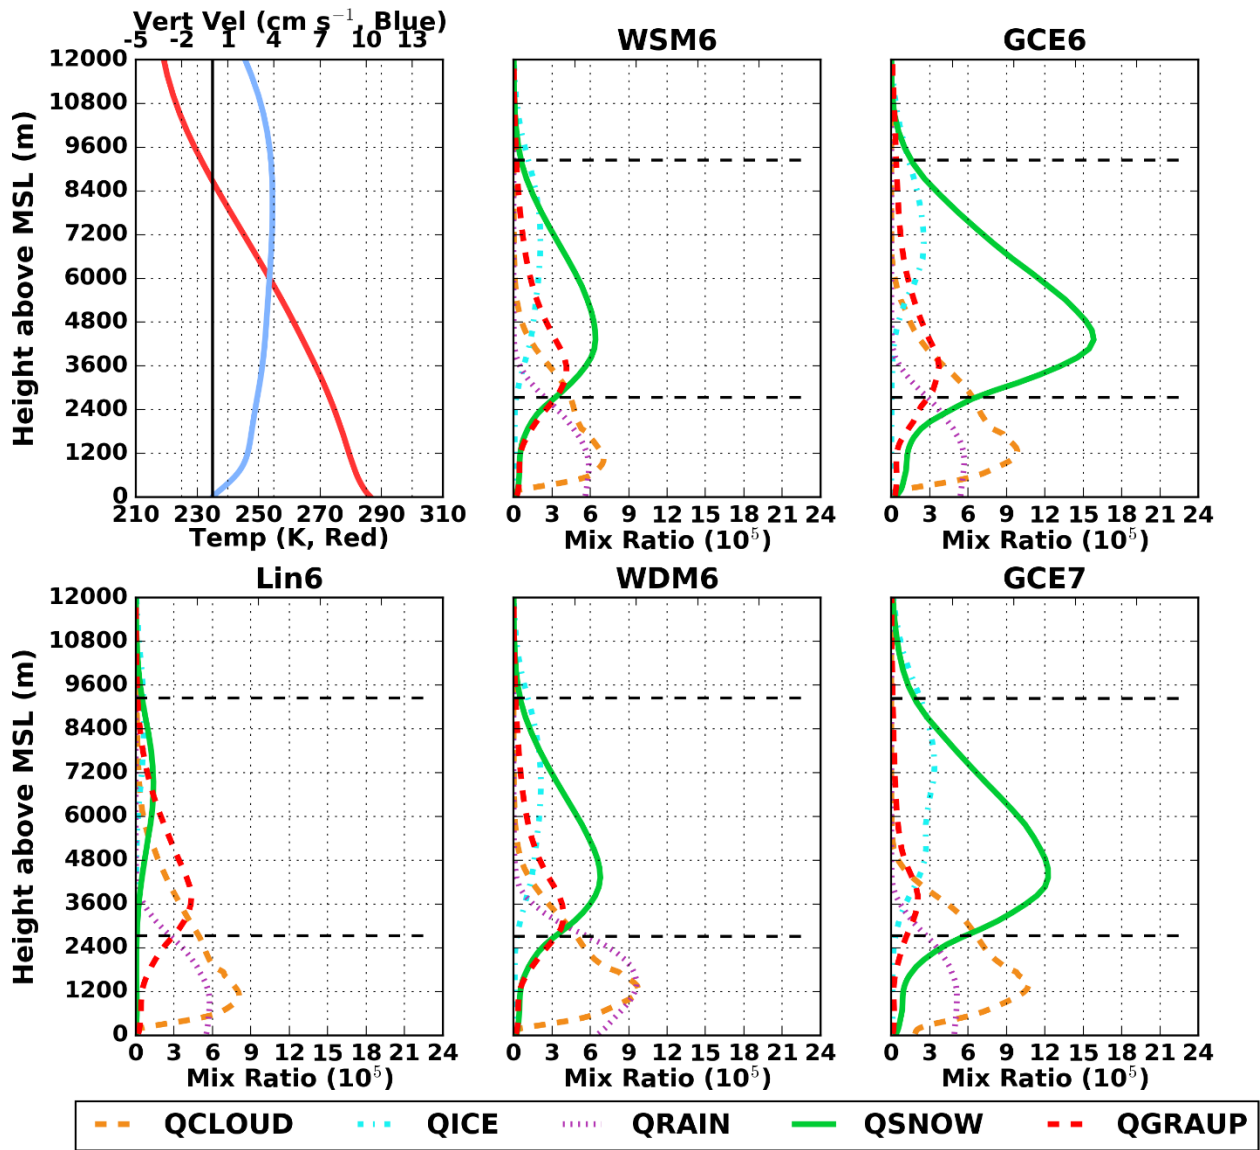 Vert Vel (cm s⁻¹, Blue)
-5 -2 1 4 7 10 13
WSM6
GCE6
12000
10800
9600
8400
7200
6000
4800
3600
2400
1200
0
Height above MSL (m)
210 230 250 270 290 310
Temp (K, Red)
0 3 6 9 12 15 18 21 24
Mix Ratio (10⁵)
0 3 6 9 12 15 18 21 24
Mix Ratio (10⁵)
Lin6
WDM6
GCE7
12000
10800
9600
8400
7200
6000
4800
3600
2400
1200
0
Height above MSL (m)
0 3 6 9 12 15 18 21 24
Mix Ratio (10⁵)
0 3 6 9 12 15 18 21 24
Mix Ratio (10⁵)
0 3 6 9 12 15 18 21 24
Mix Ratio (10⁵)
QCLOUD QICE QRAIN QSNOW QGRAUP